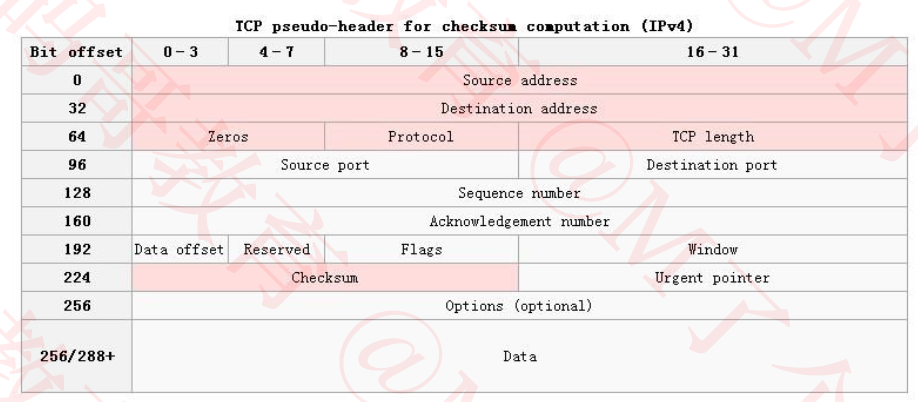 TCP pseudo-header for checksum computation (IPv4)
Bit offset 0–3 4–7 8–15 16–31
0 Source address
32 Destination address
64 Zeros Protocol TCP length
96 Source port Destination port
128 Sequence number
160 Acknowledgement number
192 Data offset Reserved Flags Window
224 Checksum Urgent pointer
256 Options (optional)
256/288+ Data